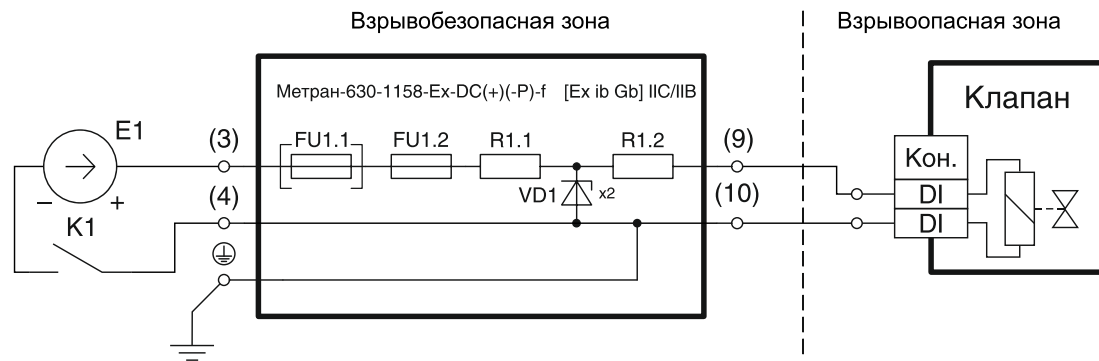 Взрывобезопасная зона
Взрывоопасная зона
Метран-630-1158-Ex-DC(+)(-P)-f [Ex ib Gb] IIC/IIB
Клапан
E1
(3)
FU1.1
FU1.2
R1.1
R1.2
(9)
Кон.
− +
(4)
VD1
x2
(10)
DI
DI
K1